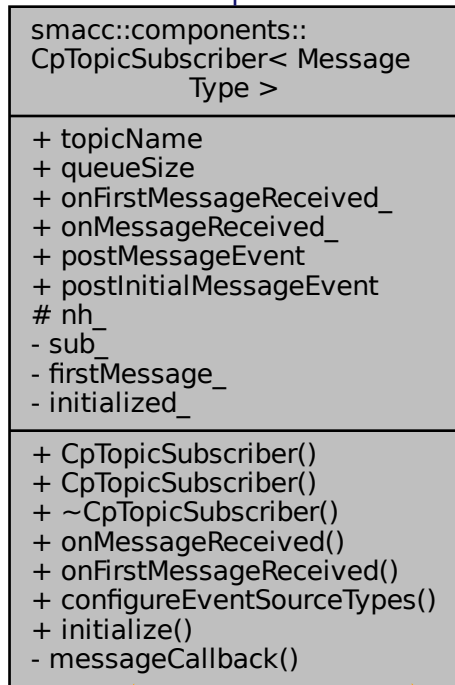 smacc::components::
CpTopicSubscriber< Message
Type >
+ topicName
+ queueSize
+ onFirstMessageReceived_
+ onMessageReceived_
+ postMessageEvent
+ postInitialMessageEvent
# nh_
- sub_
- firstMessage_
- initialized_
+ CpTopicSubscriber()
+ CpTopicSubscriber()
+ ~CpTopicSubscriber()
+ onMessageReceived()
+ onFirstMessageReceived()
+ configureEventSourceTypes()
+ initialize()
- messageCallback()